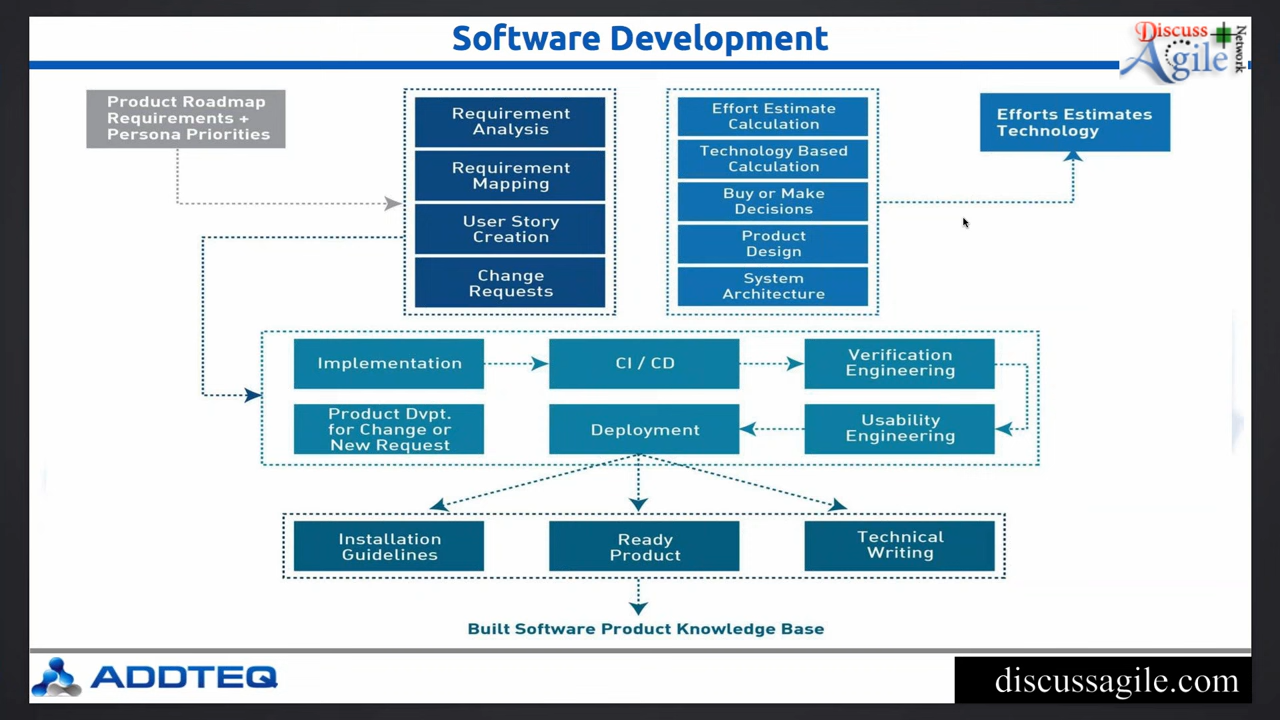 Software Development
Discuss
Agile
Network
Product Roadmap
Requirements +
Persona Priorities
Requirement
Analysis
Requirement
Mapping
User Story
Creation
Change
Requests
Effort Estimate
Calculation
Technology Based
Calculation
Buy or Make
Decisions
Product
Design
System
Architecture
Efforts Estimates
Technology
Implementation
CI / CD
Verification
Engineering
Product Dvpt.
for Change or
New Request
Deployment
Usability
Engineering
Installation
Guidelines
Ready
Product
Technical
Writing
Built Software Product Knowledge Base
ADDTEQ
discussagile.com